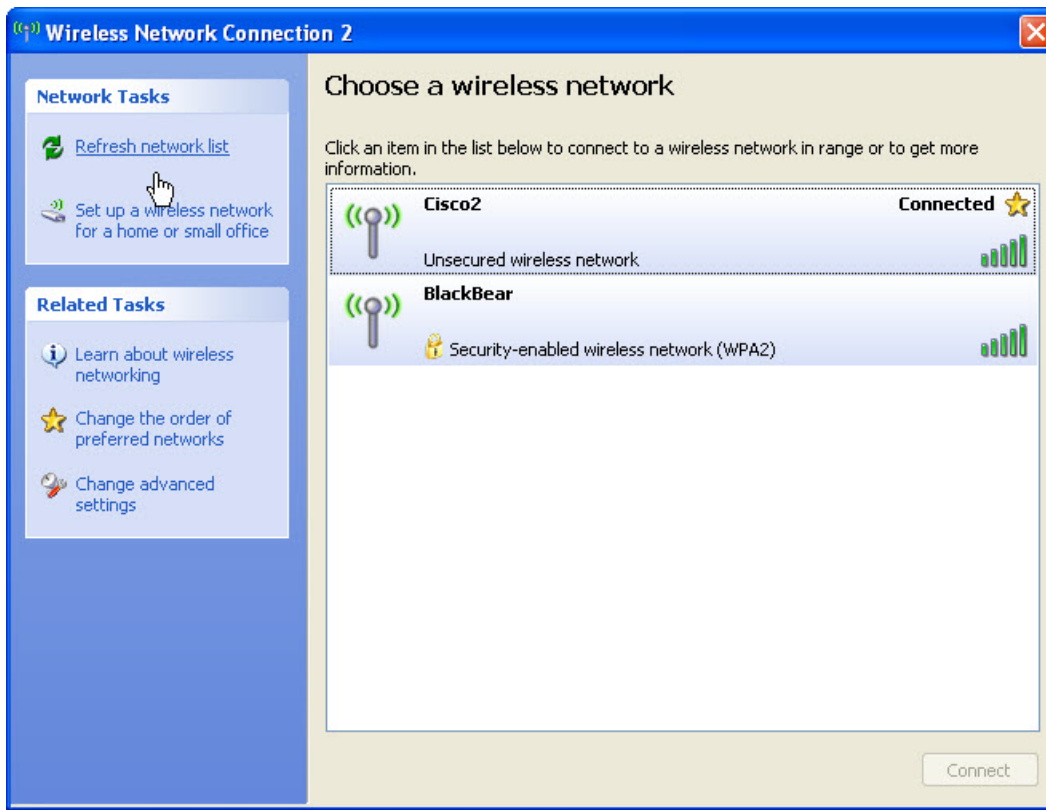 Wireless Network Connection 2
Network Tasks
Refresh network list
Set up a wireless network
for a home or small office
Related Tasks
Learn about wireless
networking
Change the order of
preferred networks
Change advanced
settings
Choose a wireless network
Click an item in the list below to connect to a wireless network in range or to get more
information.
Cisco2
Connected
Unsecured wireless network
BlackBear
Security-enabled wireless network (WPA2)
Connect